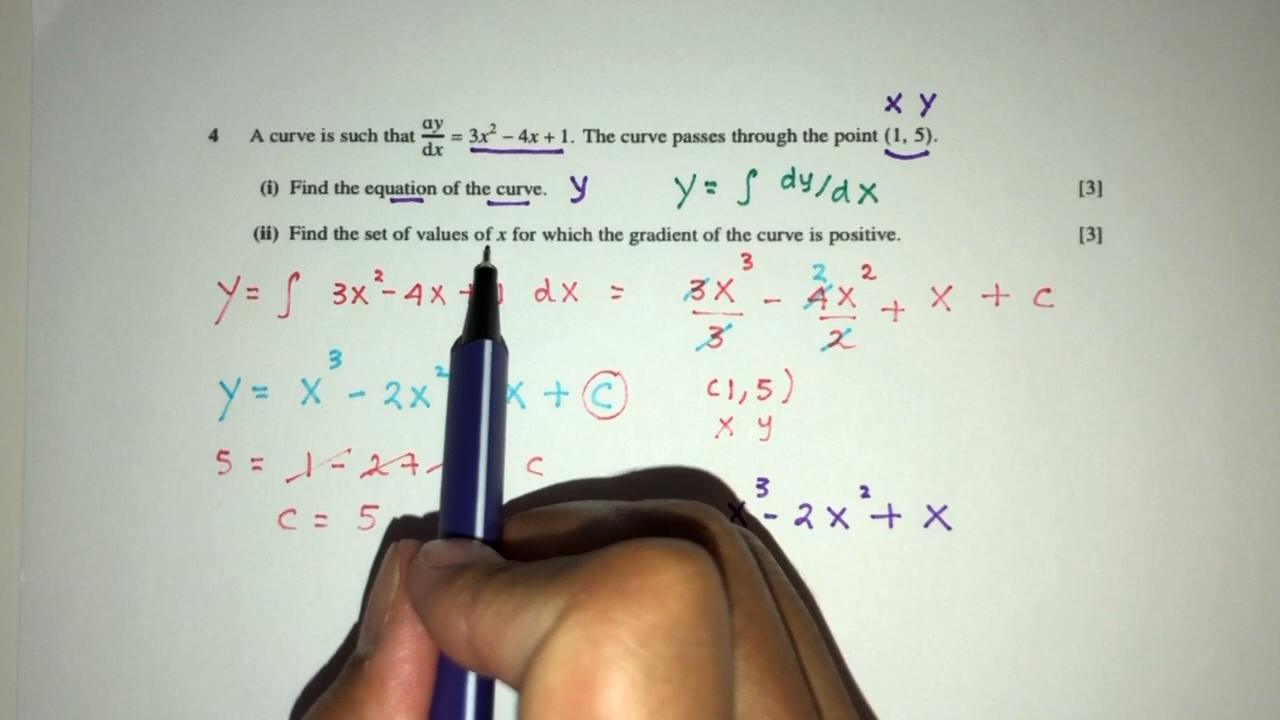 x y
4 A curve is such that dy/dx = 3x² − 4x + 1. The curve passes through the point (1, 5).
(i) Find the equation of the curve. y y = ∫ dy/dx [3]
(ii) Find the set of values of x for which the gradient of the curve is positive. [3]
y = ∫ 3x² - 4x + dx = 3x³/3 - 4x²/2 + x + c
2
y = x³ - 2x² x + c (1, 5)
x y
5 = 1 - 2 + c
c = 5 x³ - 2x² + x